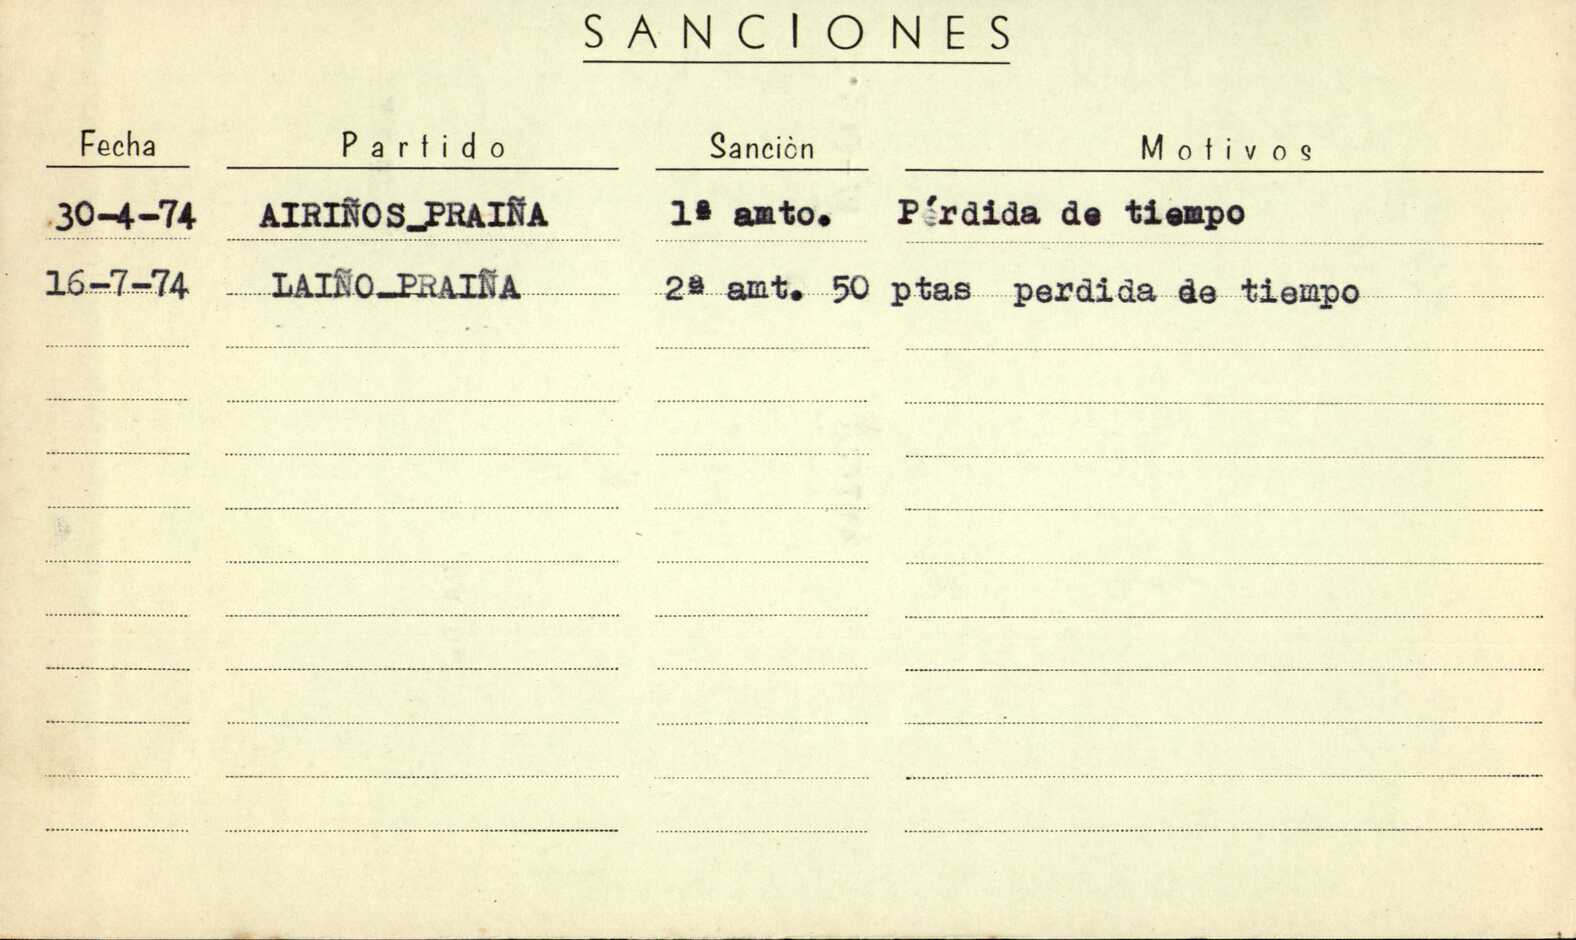 SANCIONES
Fecha Partido Sanciòn Motivos
30-4-74 AIRIÑOS_PRAIÑA 1ª amto. Pérdida de tiempo
16-7-74 LAIÑO_PRAIÑA 2ª amt. 50 ptas perdida de tiempo